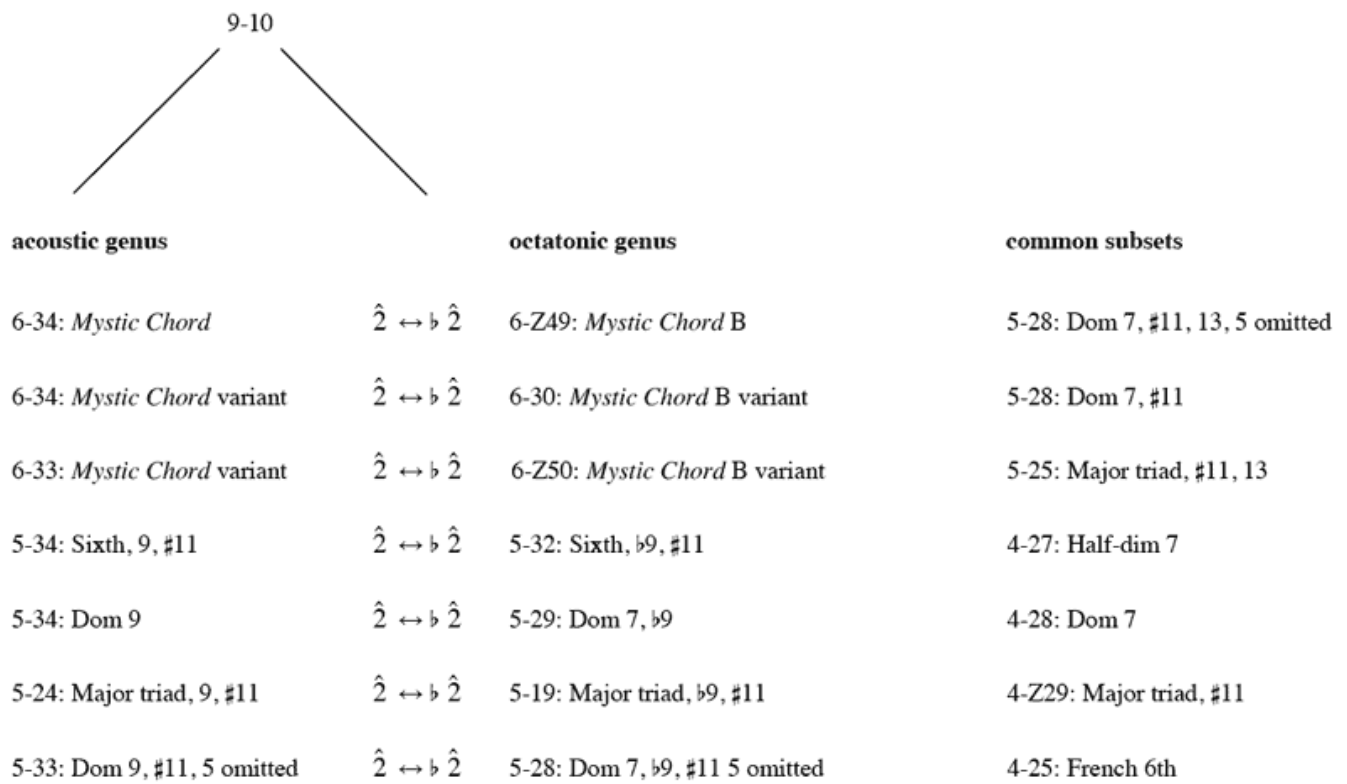 9-10
acoustic genus octatonic genus common subsets
6-34: Mystic Chord 2̂ ↔ ♭ 2̂ 6-Z49: Mystic Chord B 5-28: Dom 7, ♯11, 13, 5 omitted
6-34: Mystic Chord variant 2̂ ↔ ♭ 2̂ 6-30: Mystic Chord B variant 5-28: Dom 7, ♯11
6-33: Mystic Chord variant 2̂ ↔ ♭ 2̂ 6-Z50: Mystic Chord B variant 5-25: Major triad, ♯11, 13
5-34: Sixth, 9, ♯11 2̂ ↔ ♭ 2̂ 5-32: Sixth, ♭9, ♯11 4-27: Half-dim 7
5-34: Dom 9 2̂ ↔ ♭ 2̂ 5-29: Dom 7, ♭9 4-28: Dom 7
5-24: Major triad, 9, ♯11 2̂ ↔ ♭ 2̂ 5-19: Major triad, ♭9, ♯11 4-Z29: Major triad, ♯11
5-33: Dom 9, ♯11, 5 omitted 2̂ ↔ ♭ 2̂ 5-28: Dom 7, ♭9, ♯11 5 omitted 4-25: French 6th